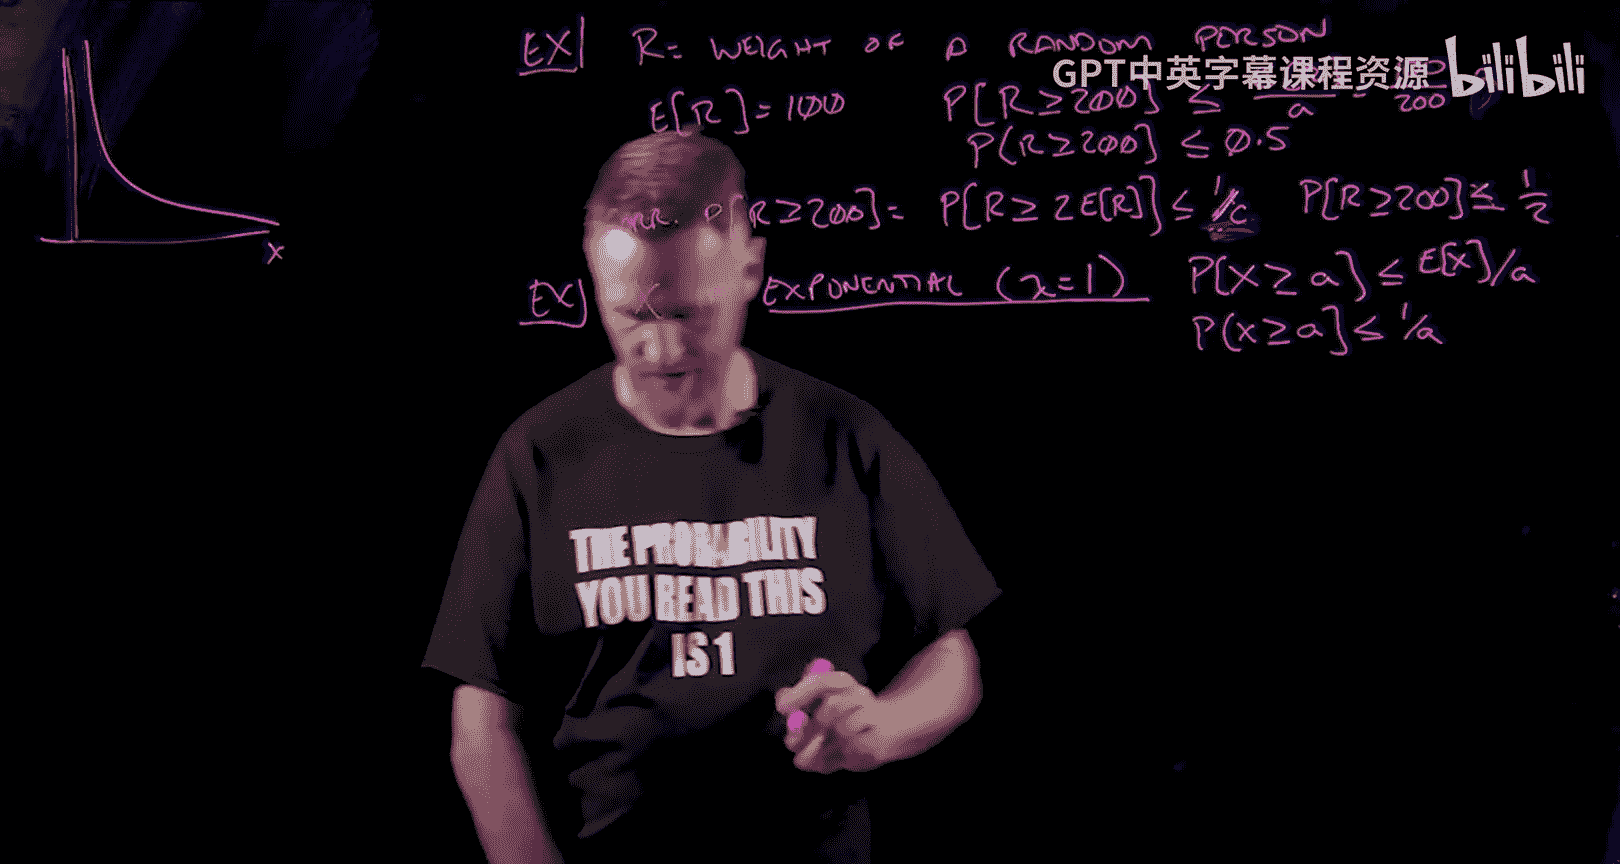 EX R = WEIGHT OF A RANDOM PERSON
GPT中英字幕课程资源 bilibili
E[R] = 100 P[R ≥ 200] ≤ /a = /200
P(R ≥ 200] ≤ 0.5
P[R ≥ 200] = P[R ≥ 2E[R]] ≤ 1/c P[R ≥ 200] ≤ 1/2
EX X EXPONENTIAL (λ=1) P(X ≥ a] ≤ E[X]/a
P(X ≥ a] ≤ 1/a
x
THE PROBABILITY
YOU READ THIS
IS 1